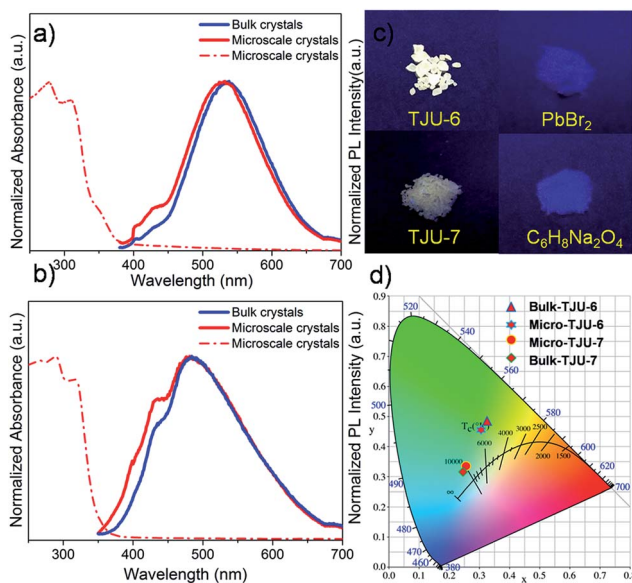 a)
Bulk crystals
Microscale crystals
Microscale crystals
Normalized Absorbance (a.u.)
Normalized PL Intensity(a.u.)
300
400
500
600
700
Wavelength (nm)
c)
TJU-6
PbBr₂
TJU-7
C₆H₈Na₂O₄
b)
Bulk crystals
Microscale crystals
Microscale crystals
Normalized Absorbance (a.u.)
Normalized PL Intensity (a.u.)
300
400
500
600
700
Wavelength (nm)
d)
Bulk-TJU-6
Micro-TJU-6
Micro-TJU-7
Bulk-TJU-7
0.9
0.8
0.7
0.6
0.5
y
0.4
0.3
0.2
0.1
0.0
0.0
0.1
0.2
0.3
0.4
0.5
0.6
0.7
x
520
540
560
500
580
600
620
700
490
480
470
460
380
10000
6000
4000
3000
2500
2000
1500
∞